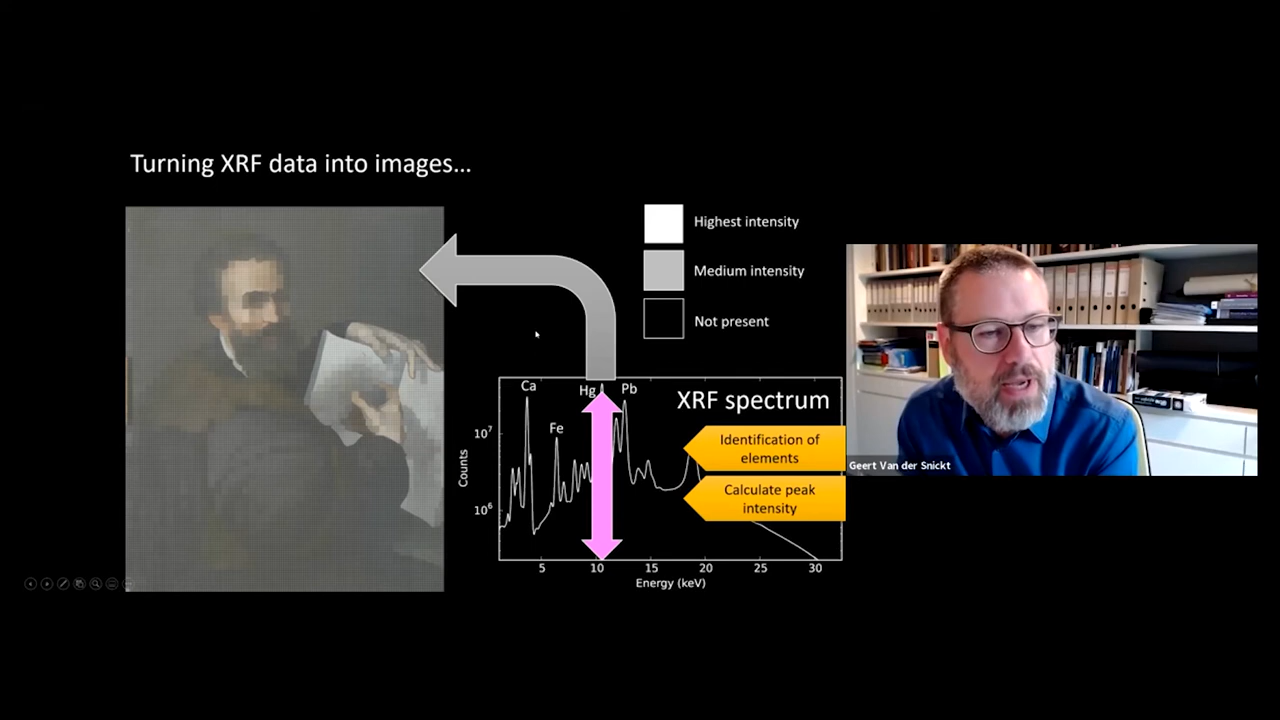 Turning XRF data into images...
Highest intensity
Medium intensity
Not present
Ca
Hg
Pb
Fe
XRF spectrum
Identification of
elements
Calculate peak
intensity
10⁷
10⁶
Counts
5
10
15
20
25
30
Energy (keV)
Geert Van der Snickt